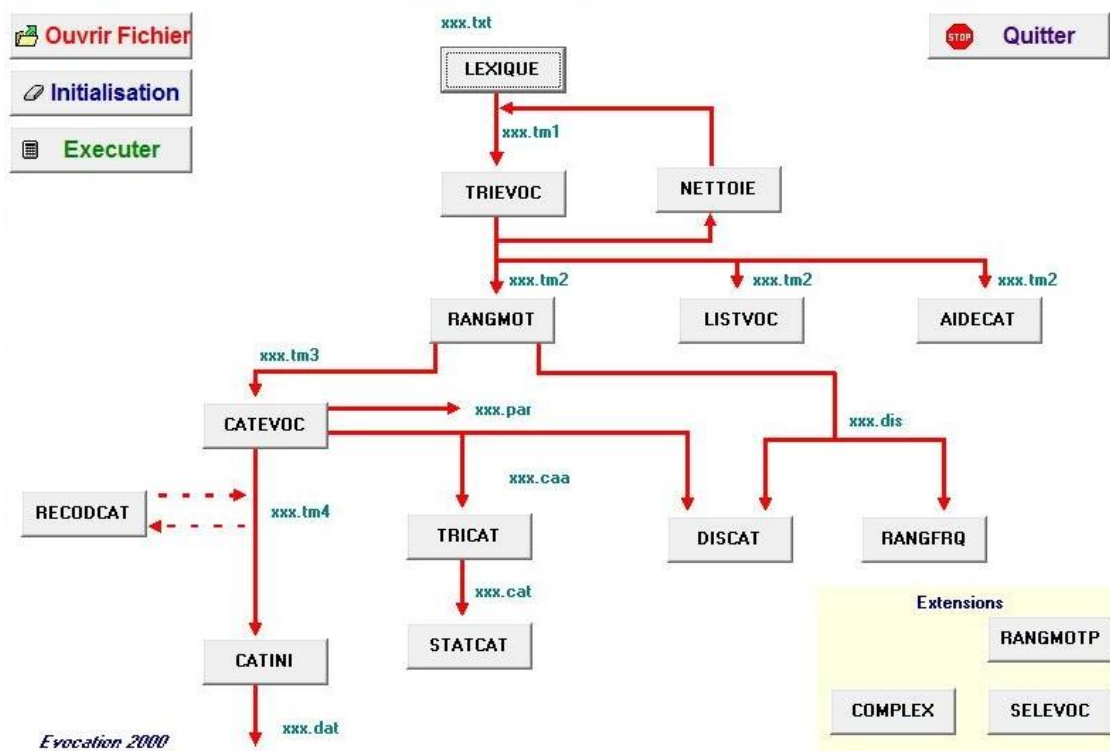 Ouvrir Fichier
xxx.txt
Quitter
STOP
LEXIQUE
Initialisation
xxx.tm1
Executer
TRIEVOC
NETTOIE
xxx.tm2
xxx.tm2
xxx.tm2
RANGMOT
LISTVOC
AIDECAT
xxx.tm3
CATEVOC
xxx.par
xxx.dis
xxx.caa
RECODCAT
xxx.tm4
TRICAT
DISCAT
RANGFRQ
xxx.cat
Extensions
STATCAT
RANGMOTP
CATINI
COMPLEX
SELEVOC
xxx.dat
Evocation 2000